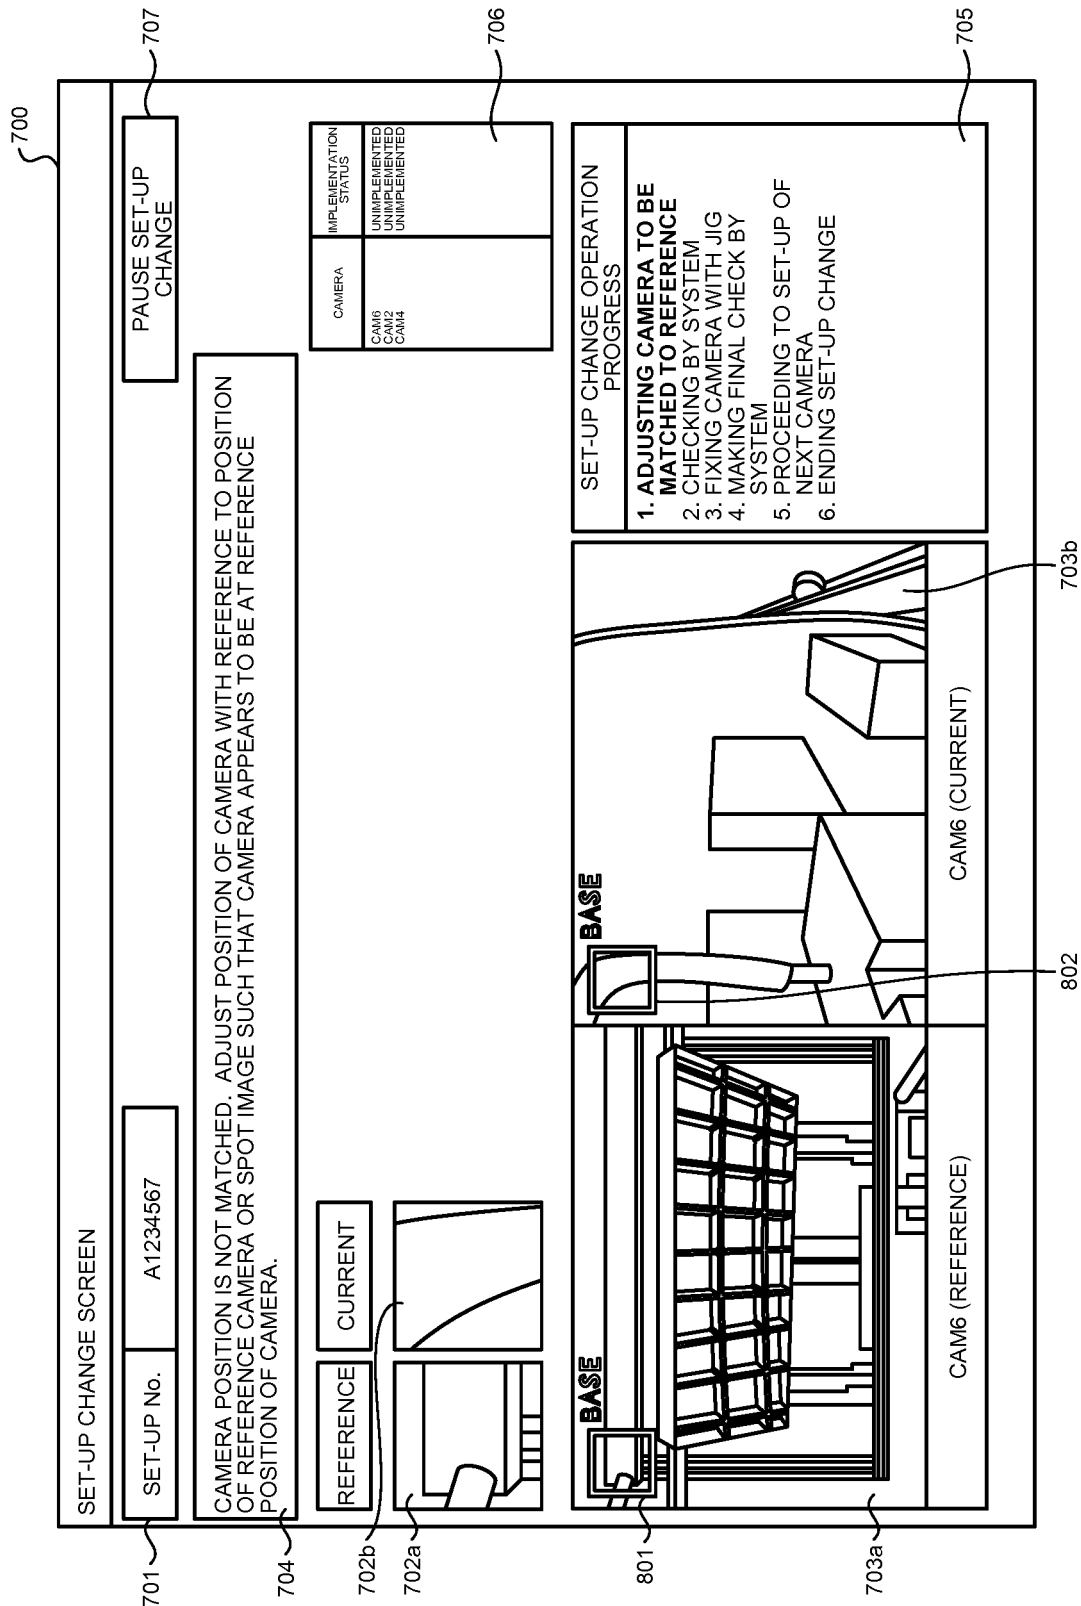 700
SET-UP CHANGE SCREEN
701
SET-UP No.
A1234567
PAUSE SET-UP
CHANGE
707
704
CAMERA POSITION IS NOT MATCHED. ADJUST POSITION OF CAMERA WITH REFERENCE TO POSITION
OF REFERENCE CAMERA OR SPOT IMAGE SUCH THAT CAMERA APPEARS TO BE AT REFERENCE
POSITION OF CAMERA.
702b
702a
REFERENCE
CURRENT
CAMERA
IMPLEMENTATION
STATUS
CAM6
UNIMPLEMENTED
CAM2
UNIMPLEMENTED
CAM4
UNIMPLEMENTED
706
801
BASE
BASE
703a
CAM6 (REFERENCE)
CAM6 (CURRENT)
802
703b
SET-UP CHANGE OPERATION
PROGRESS
1. ADJUSTING CAMERA TO BE
MATCHED TO REFERENCE
2. CHECKING BY SYSTEM
3. FIXING CAMERA WITH JIG
4. MAKING FINAL CHECK BY
SYSTEM
5. PROCEEDING TO SET-UP OF
NEXT CAMERA
6. ENDING SET-UP CHANGE
705